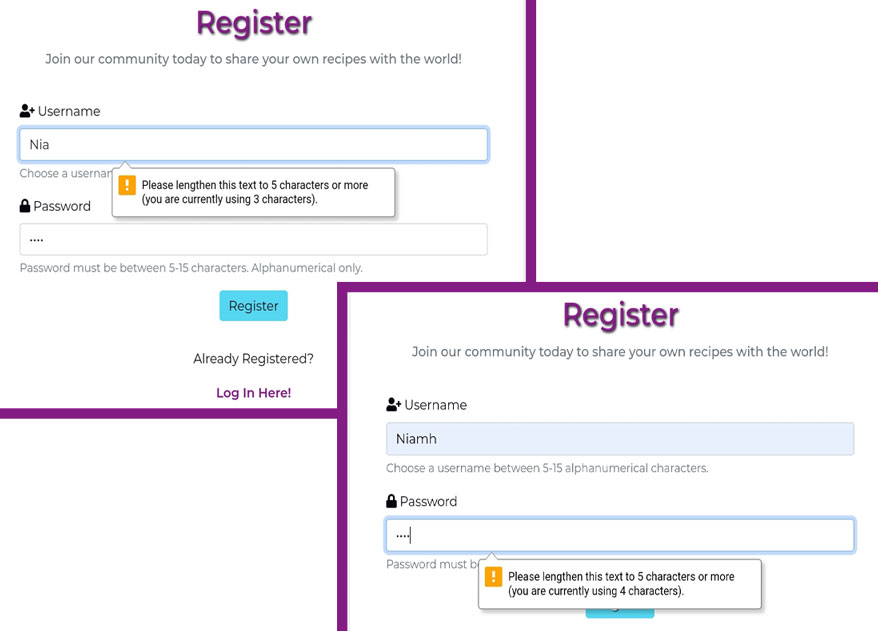 Register
Join our community today to share your own recipes with the world!
Username
Nia
Choose a usernam
Please lengthen this text to 5 characters or more
(you are currently using 3 characters).
Password
....
Password must be between 5-15 characters. Alphanumerical only.
Register
Already Registered?
Log In Here!
Register
Join our community today to share your own recipes with the world!
Username
Niamh
Choose a username between 5-15 alphanumerical characters.
Password
....
Password must b
Please lengthen this text to 5 characters or more
(you are currently using 4 characters).